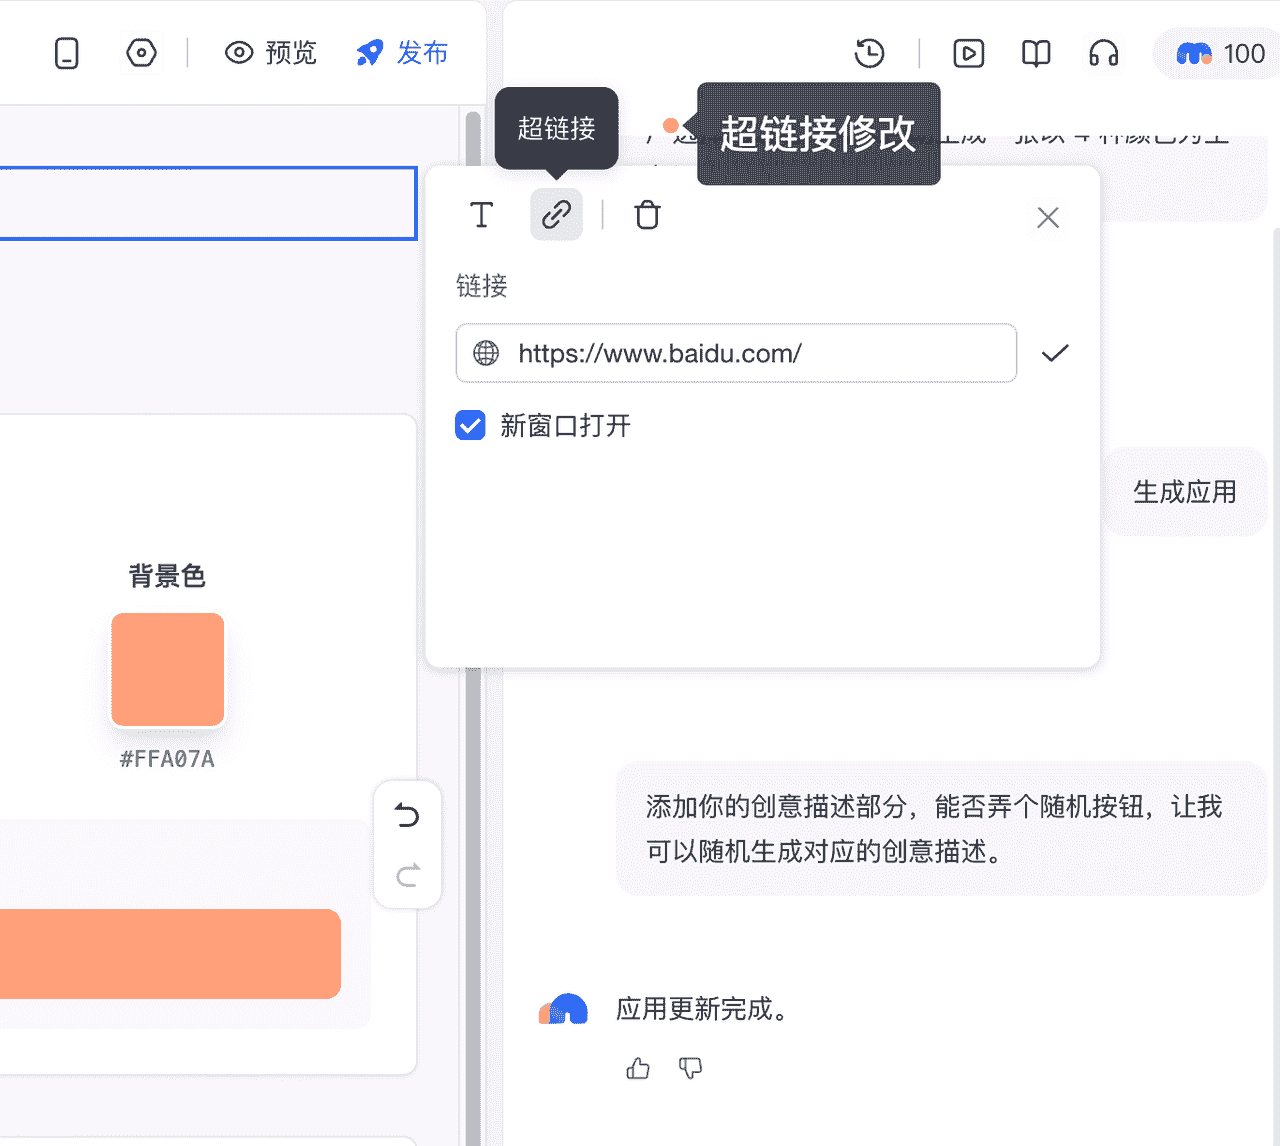 预览
发布
100
超链接
超链接修改
链接
https://www.baidu.com/
新窗口打开
生成应用
背景色
#FFA07A
添加你的创意描述部分，能否弄个随机按钮，让我
可以随机生成对应的创意描述。
应用更新完成。